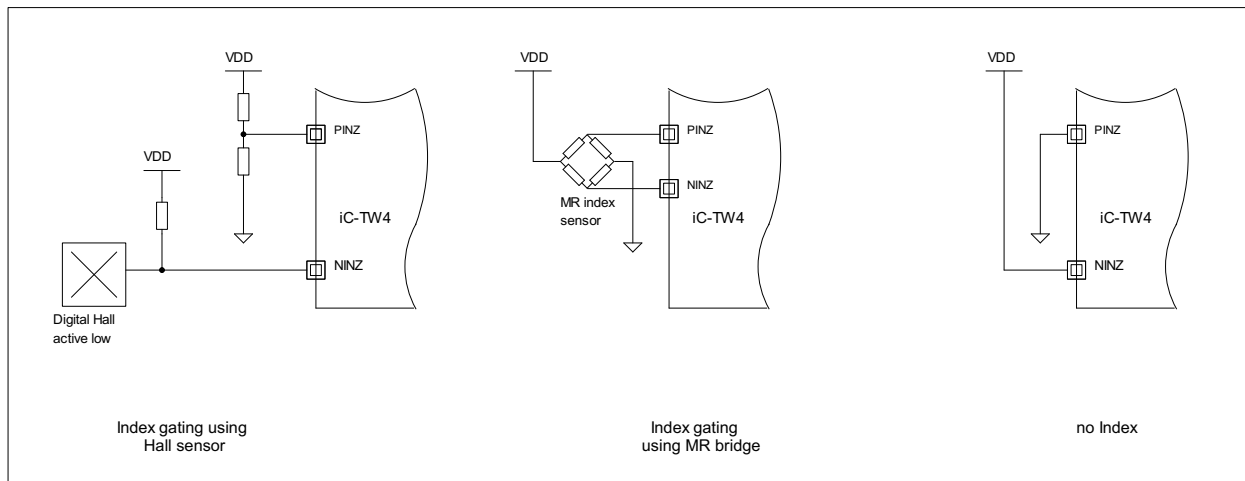 VDD
PINZ
VDD
iC-TW4
NINZ
Digital Hall
active low
Index gating using
Hall sensor
VDD
PINZ
NINZ
MR index
sensor
iC-TW4
Index gating
using MR bridge
VDD
PINZ
iC-TW4
NINZ
no Index